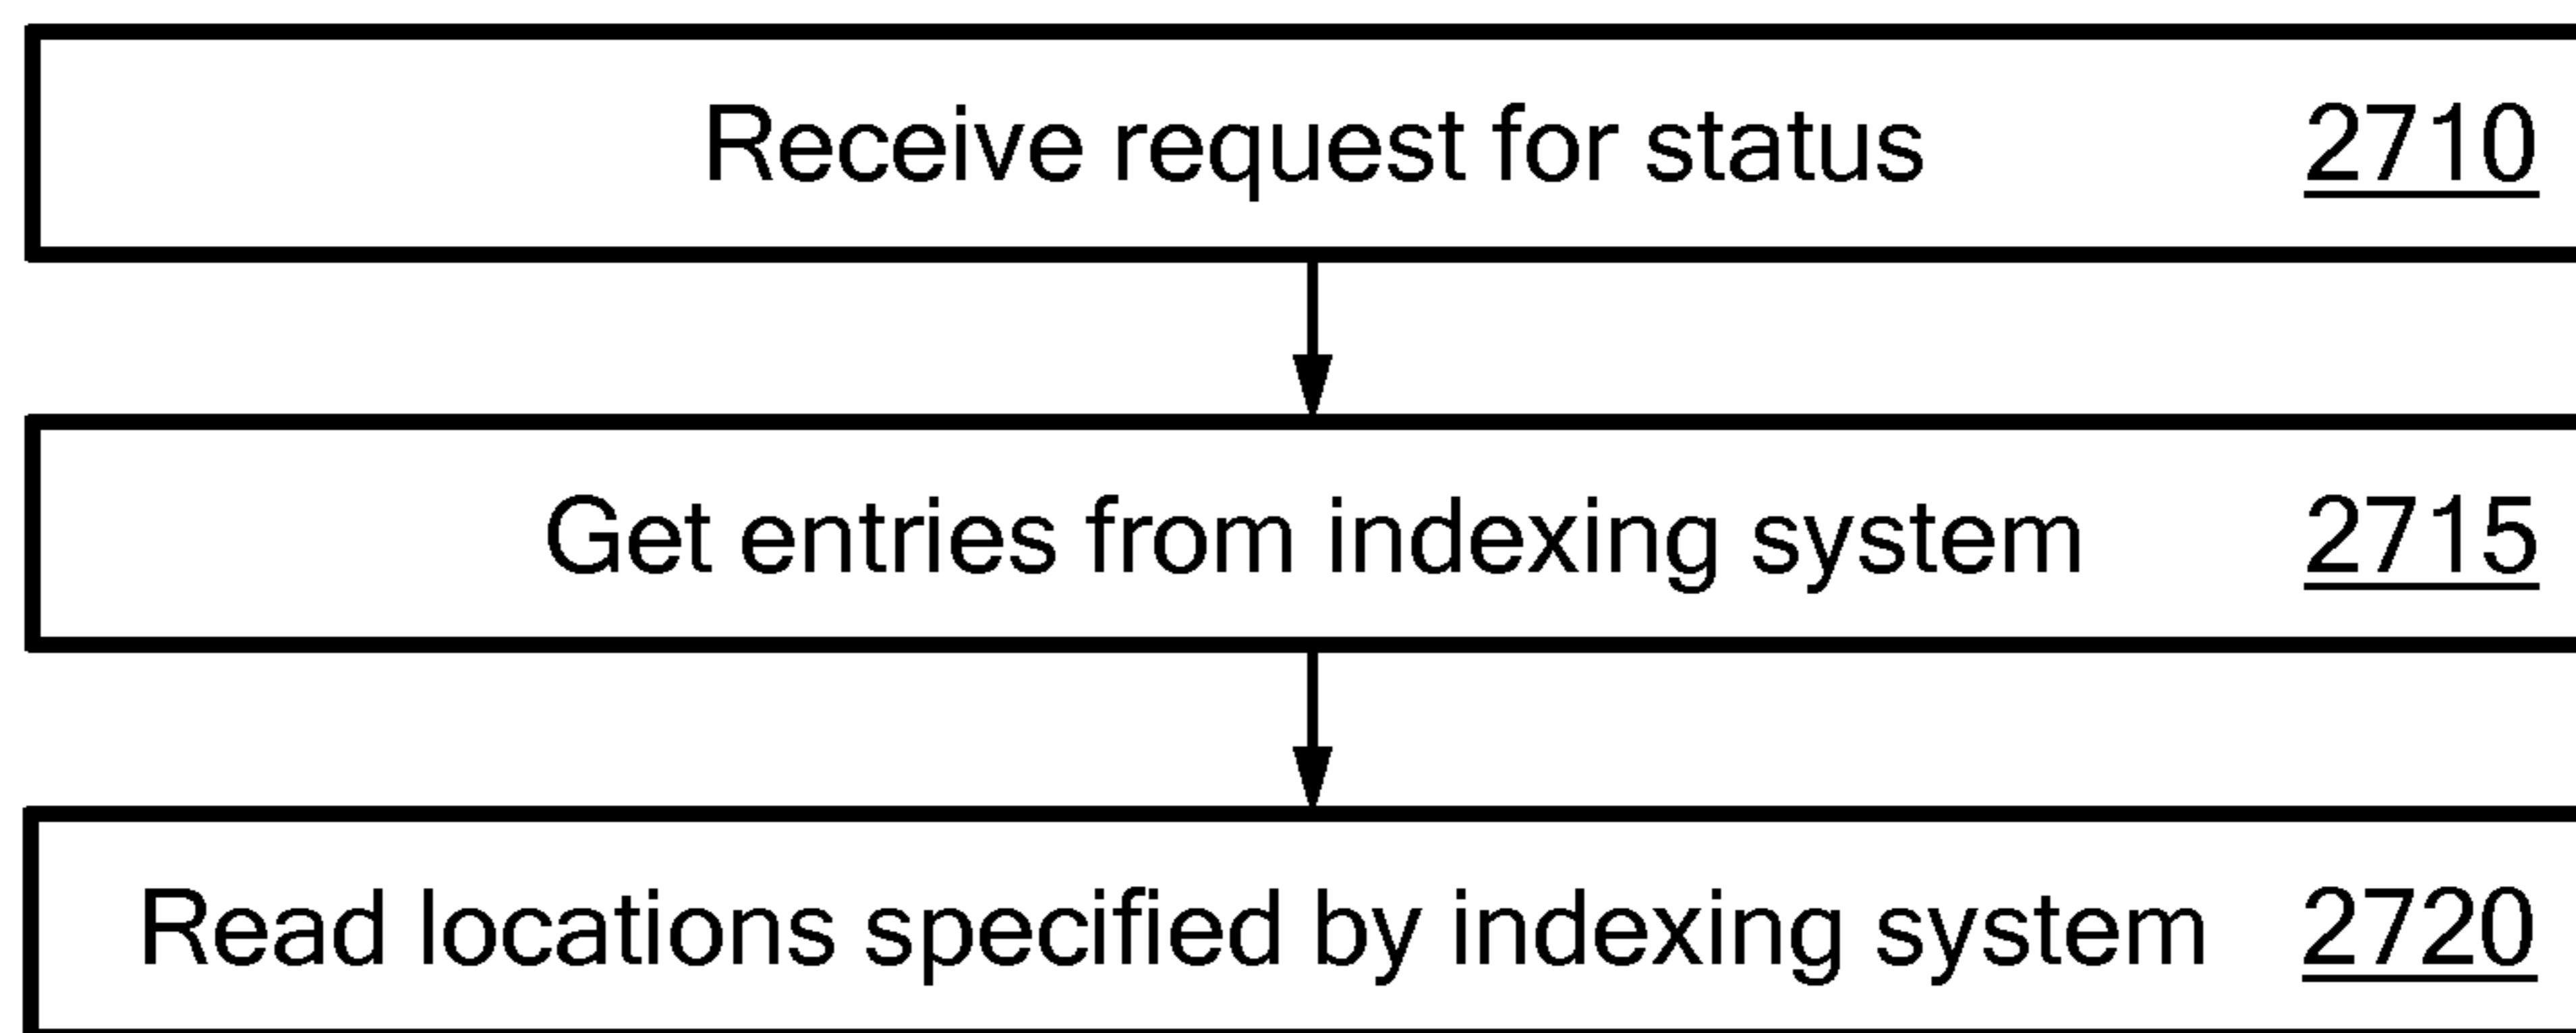 Receive request for status 2710
Get entries from indexing system 2715
Read locations specified by indexing system 2720